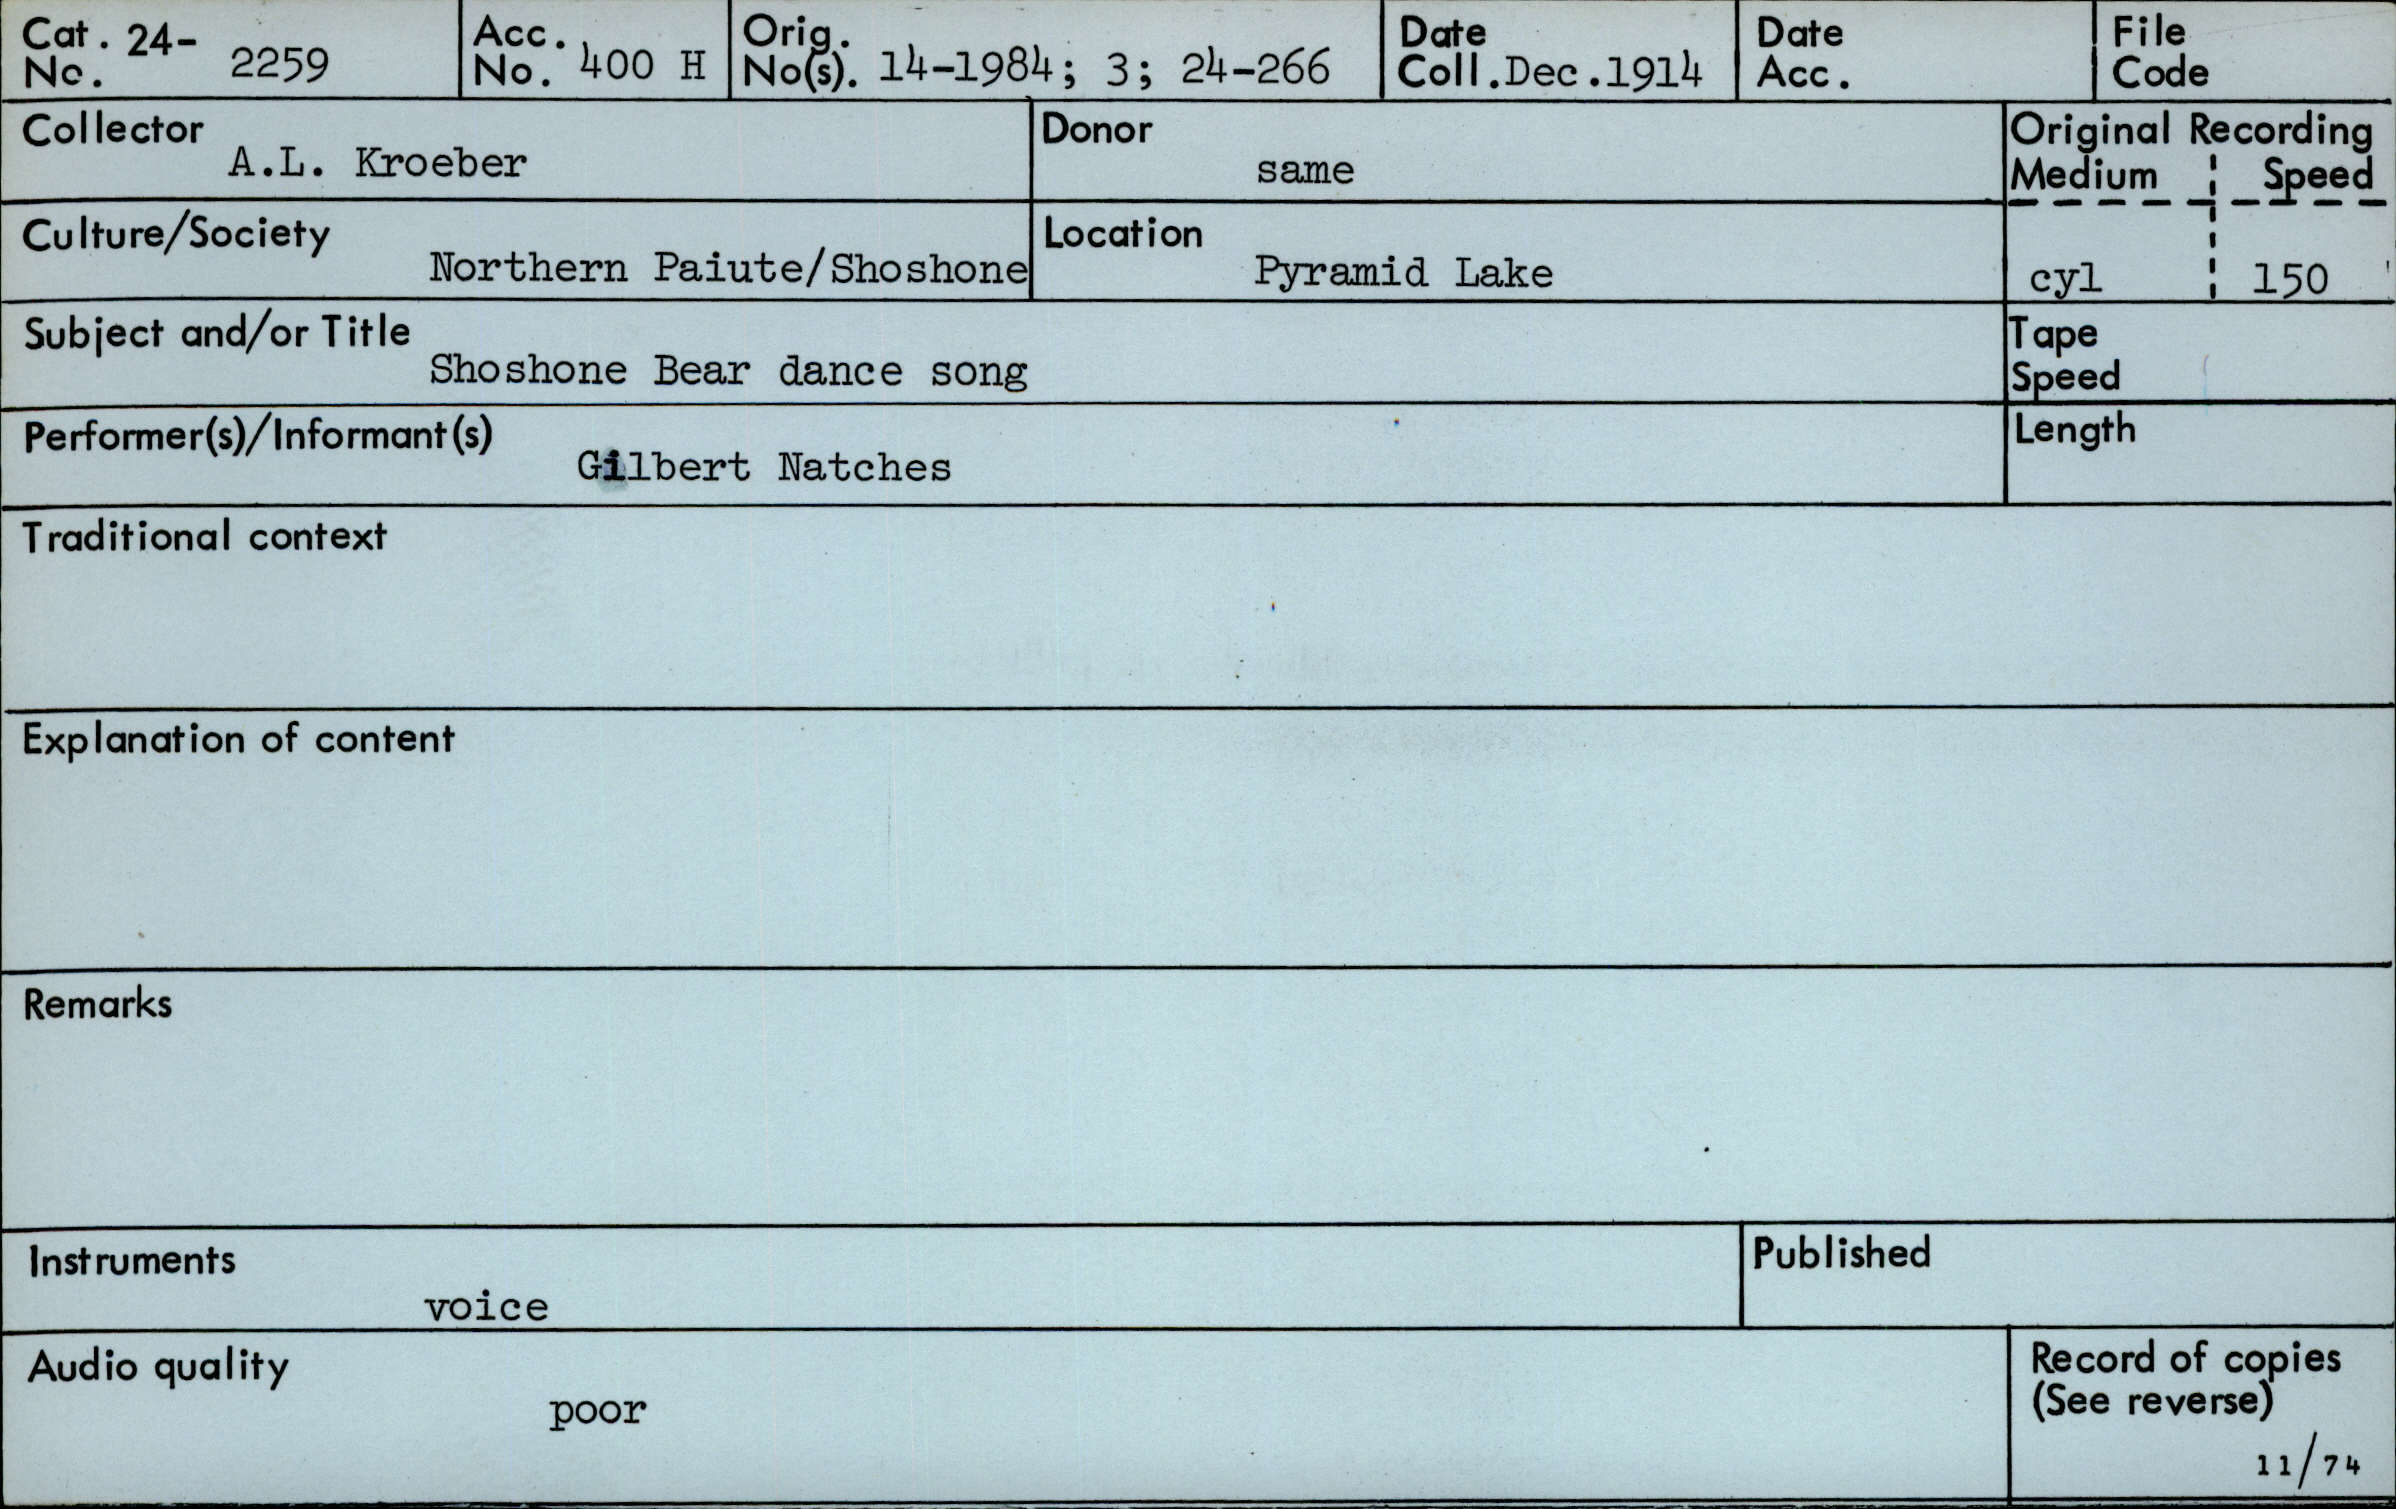 Cat. No. 24- 2259
Acc. No. 400 H
Orig. No(s). 14-1984; 3; 24-266
Date Coll. Dec.1914
Date Acc.
File Code
Collector
A.L. Kroeber
Donor
same
Original Recording
Medium Speed
cyl 150
Culture/Society
Northern Paiute/Shoshone
Location
Pyramid Lake
Subject and/or Title
Shoshone Bear dance song
Tape Speed
Performer(s)/Informant(s)
Gilbert Natches
Length
Traditional context
Explanation of content
Remarks
Instruments
voice
Published
Audio quality
poor
Record of copies
(See reverse)
11/74